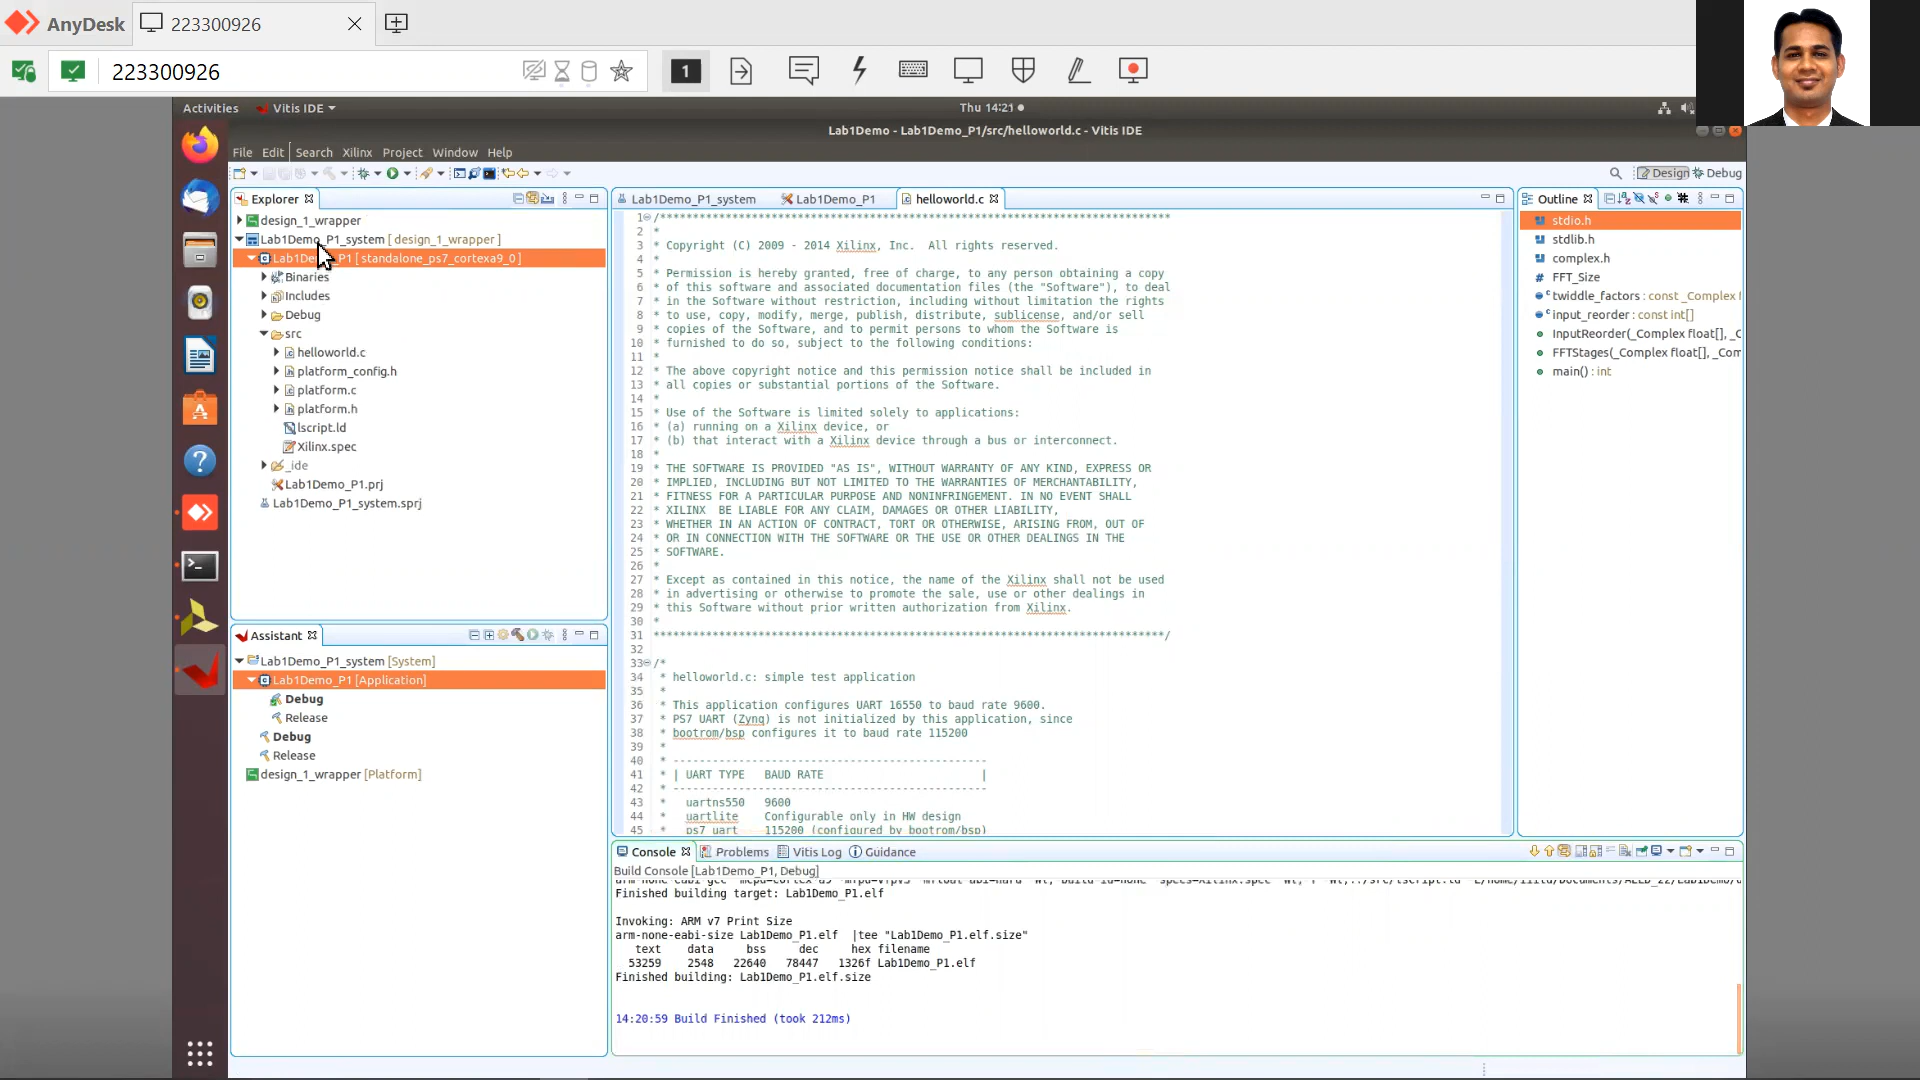 AnyDesk
223300926
223300926
1
Activities
Vitis IDE
Thu 14:21
Lab1Demo - Lab1Demo_P1/src/helloworld.c - Vitis IDE
File Edit Search Xilinx Project Window Help
Design Debug
Explorer
design_1_wrapper
Lab1Demo_P1_system [ design_1_wrapper ]
Lab1Demo_P1 [ standalone_ps7_cortexa9_0 ]
Binaries
Includes
Debug
src
helloworld.c
platform_config.h
platform.c
platform.h
lscript.ld
Xilinx.spec
_ide
Lab1Demo_P1.prj
Lab1Demo_P1_system.sprj
Assistant
Lab1Demo_P1_system [System]
Lab1Demo_P1 [Application]
Debug
Release
Debug
Release
design_1_wrapper [Platform]
Lab1Demo_P1_system Lab1Demo_P1 helloworld.c
1 /******************************************************************************
2 *
3 * Copyright (C) 2009 - 2014 Xilinx, Inc. All rights reserved.
4 *
5 * Permission is hereby granted, free of charge, to any person obtaining a copy
6 * of this software and associated documentation files (the "Software"), to deal
7 * in the Software without restriction, including without limitation the rights
8 * to use, copy, modify, merge, publish, distribute, sublicense, and/or sell
9 * copies of the Software, and to permit persons to whom the Software is
10 * furnished to do so, subject to the following conditions:
11 *
12 * The above copyright notice and this permission notice shall be included in
13 * all copies or substantial portions of the Software.
14 *
15 * Use of the Software is limited solely to applications:
16 * (a) running on a Xilinx device, or
17 * (b) that interact with a Xilinx device through a bus or interconnect.
18 *
19 * THE SOFTWARE IS PROVIDED "AS IS", WITHOUT WARRANTY OF ANY KIND, EXPRESS OR
20 * IMPLIED, INCLUDING BUT NOT LIMITED TO THE WARRANTIES OF MERCHANTABILITY,
21 * FITNESS FOR A PARTICULAR PURPOSE AND NONINFRINGEMENT. IN NO EVENT SHALL
22 * XILINX BE LIABLE FOR ANY CLAIM, DAMAGES OR OTHER LIABILITY,
23 * WHETHER IN AN ACTION OF CONTRACT, TORT OR OTHERWISE, ARISING FROM, OUT OF
24 * OR IN CONNECTION WITH THE SOFTWARE OR THE USE OR OTHER DEALINGS IN THE
25 * SOFTWARE.
26 *
27 * Except as contained in this notice, the name of the Xilinx shall not be used
28 * in advertising or otherwise to promote the sale, use or other dealings in
29 * this Software without prior written authorization from Xilinx.
30 *
31 ******************************************************************************/
32
33 /*
34 * helloworld.c: simple test application
35 *
36 * This application configures UART 16550 to baud rate 9600.
37 * PS7 UART (Zynq) is not initialized by this application, since
38 * bootrom/bsp configures it to baud rate 115200
39 *
40 * ------------------------------------------------
41 * | UART TYPE BAUD RATE |
42 * ------------------------------------------------
43 * uartns550 9600
44 * uartlite Configurable only in HW design
45 * ps7_uart 115200 (configured by bootrom/bsp)
Outline
stdio.h
stdlib.h
complex.h
FFT_Size
twiddle_factors : const _Complex f
input_reorder : const int[]
InputReorder(_Complex float[], _C
FFTStages(_Complex float[], _Com
main() : int
Console Problems Vitis Log Guidance
Build Console [Lab1Demo_P1, Debug]
Finished building target: Lab1Demo_P1.elf
Invoking: ARM v7 Print Size
arm-none-eabi-size Lab1Demo_P1.elf |tee "Lab1Demo_P1.elf.size"
text data bss dec hex filename
53259 2548 22640 78447 1326f Lab1Demo_P1.elf
Finished building: Lab1Demo_P1.elf.size
14:20:59 Build Finished (took 212ms)